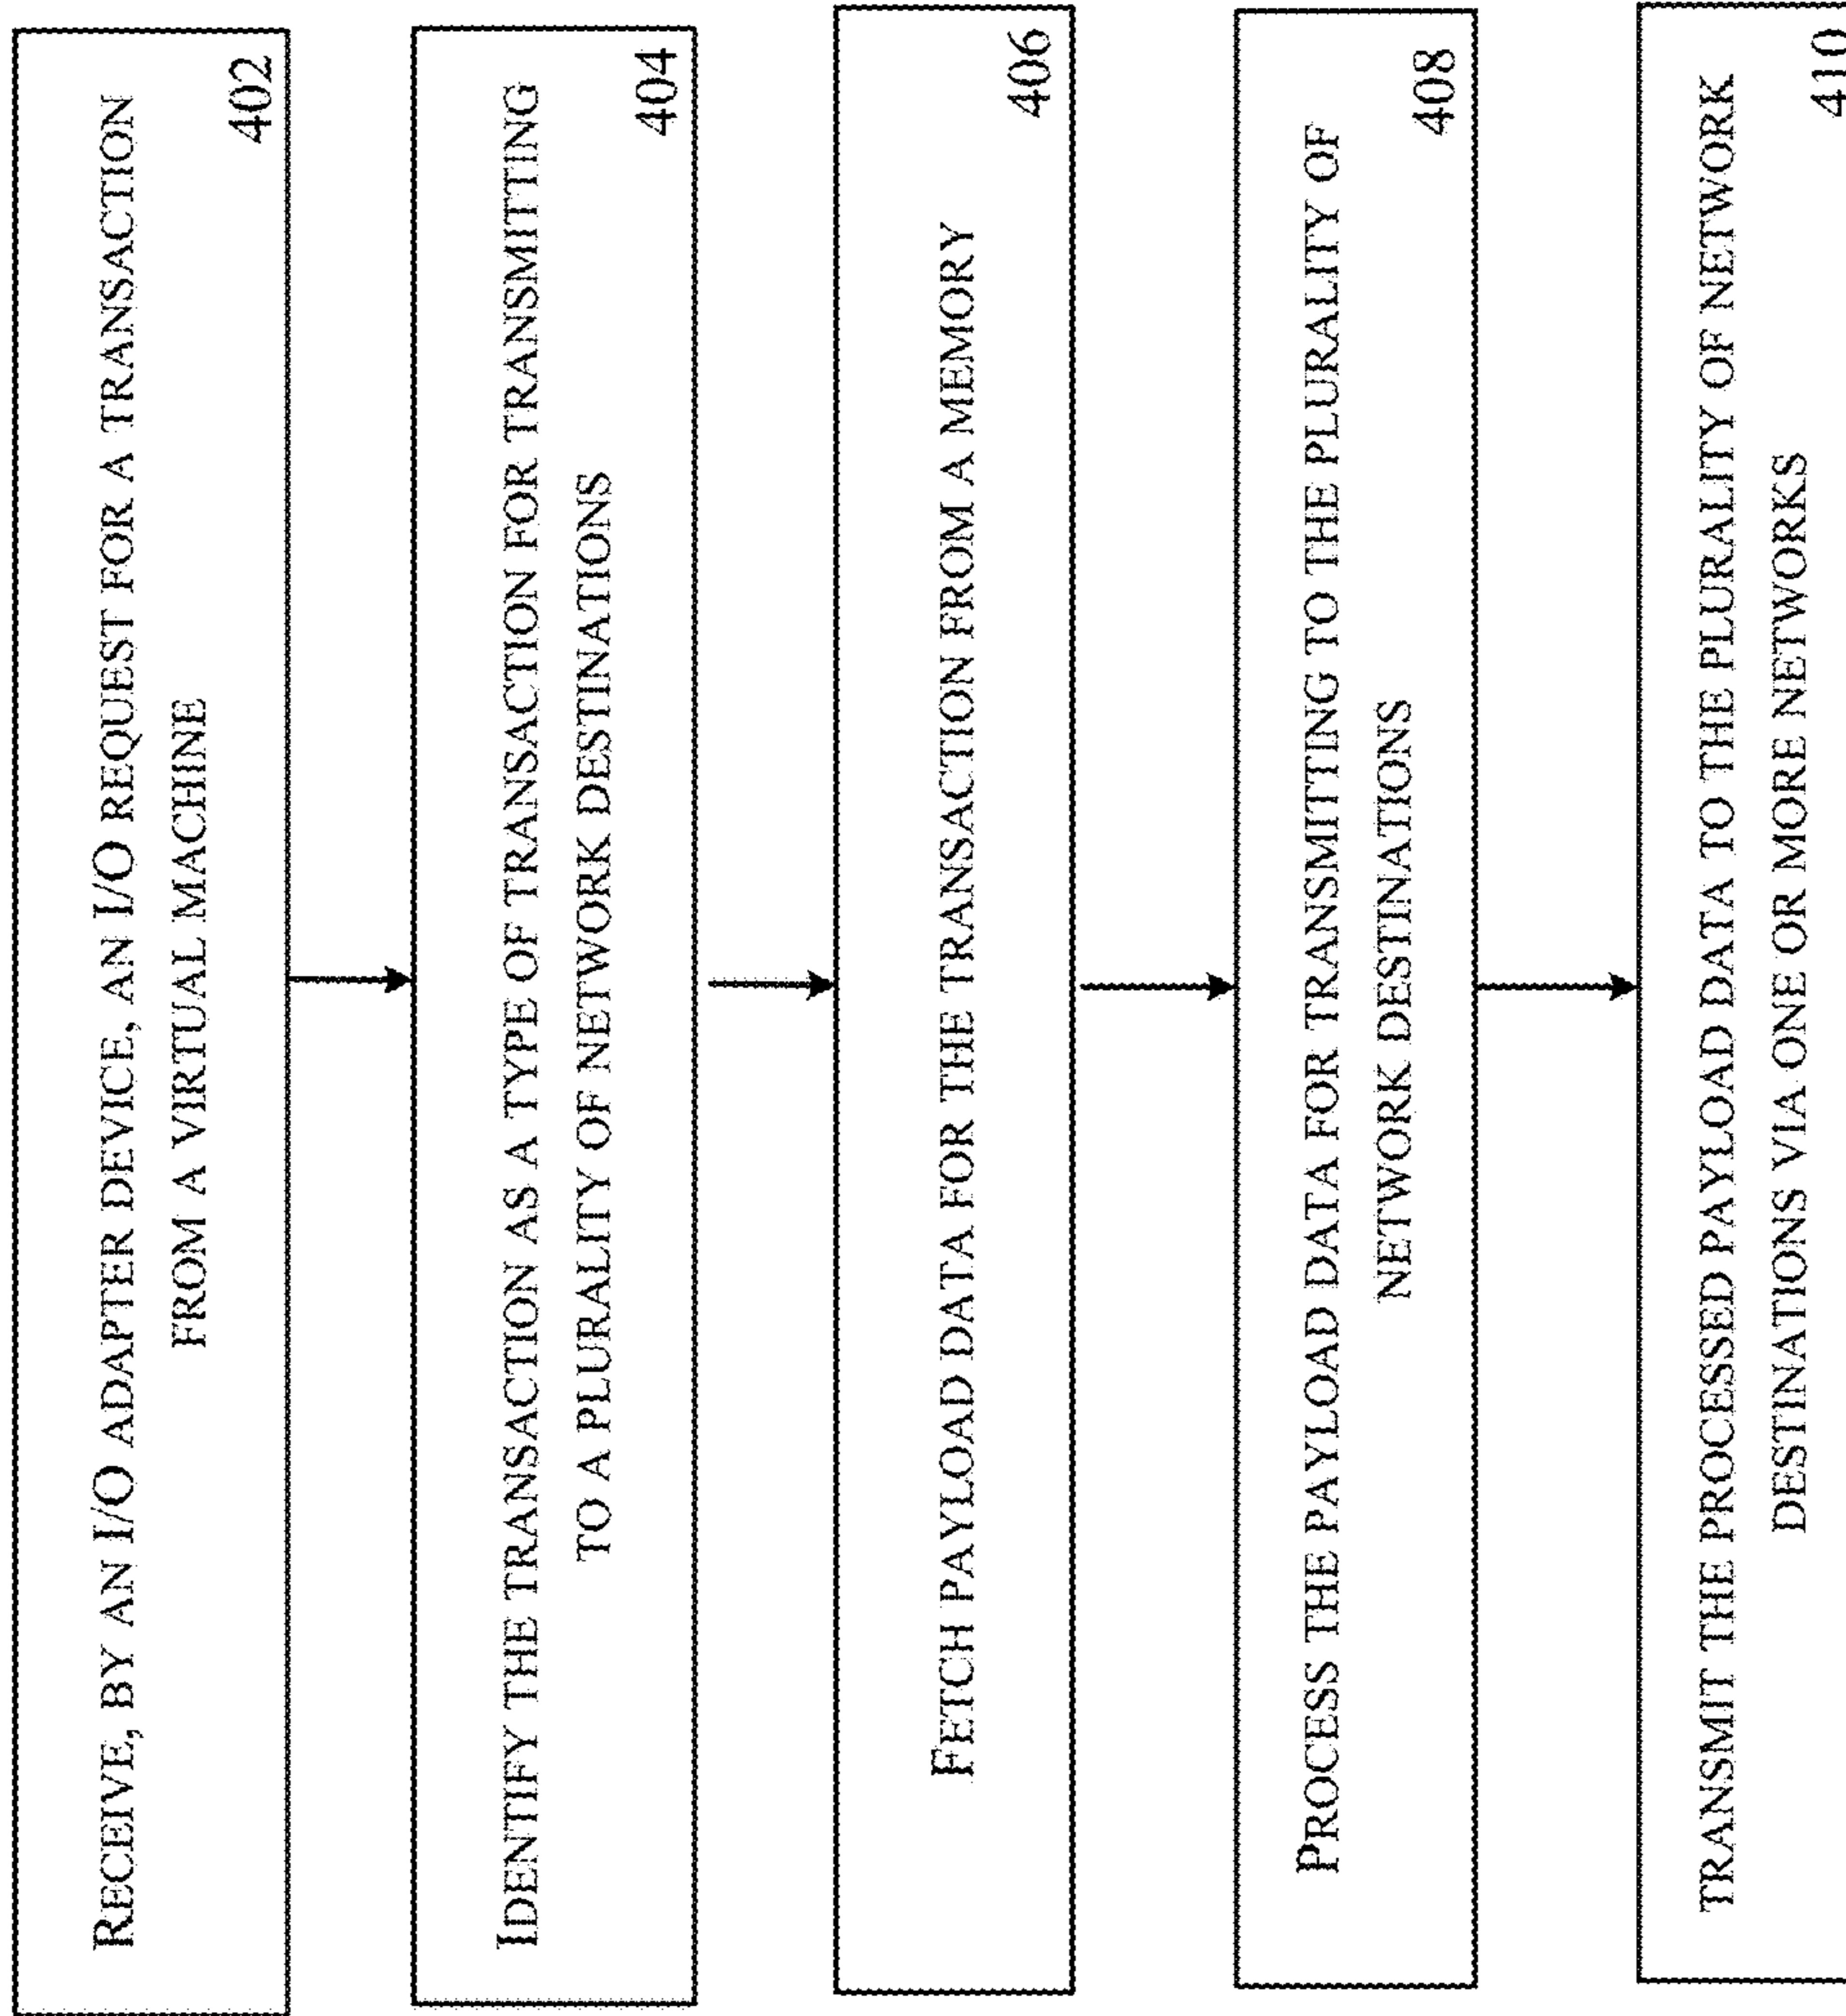 RECEIVE, BY AN I/O ADAPTER DEVICE, AN I/O REQUEST FOR A TRANSACTION
FROM A VIRTUAL MACHINE
402
IDENTIFY THE TRANSACTION AS A TYPE OF TRANSACTION FOR TRANSMITTING
TO A PLURALITY OF NETWORK DESTINATIONS
404
FETCH PAYLOAD DATA FOR THE TRANSACTION FROM A MEMORY
406
PROCESS THE PAYLOAD DATA FOR TRANSMITTING TO THE PLURALITY OF
NETWORK DESTINATIONS
408
TRANSMIT THE PROCESSED PAYLOAD DATA TO THE PLURALITY OF NETWORK
DESTINATIONS VIA ONE OR MORE NETWORKS
410